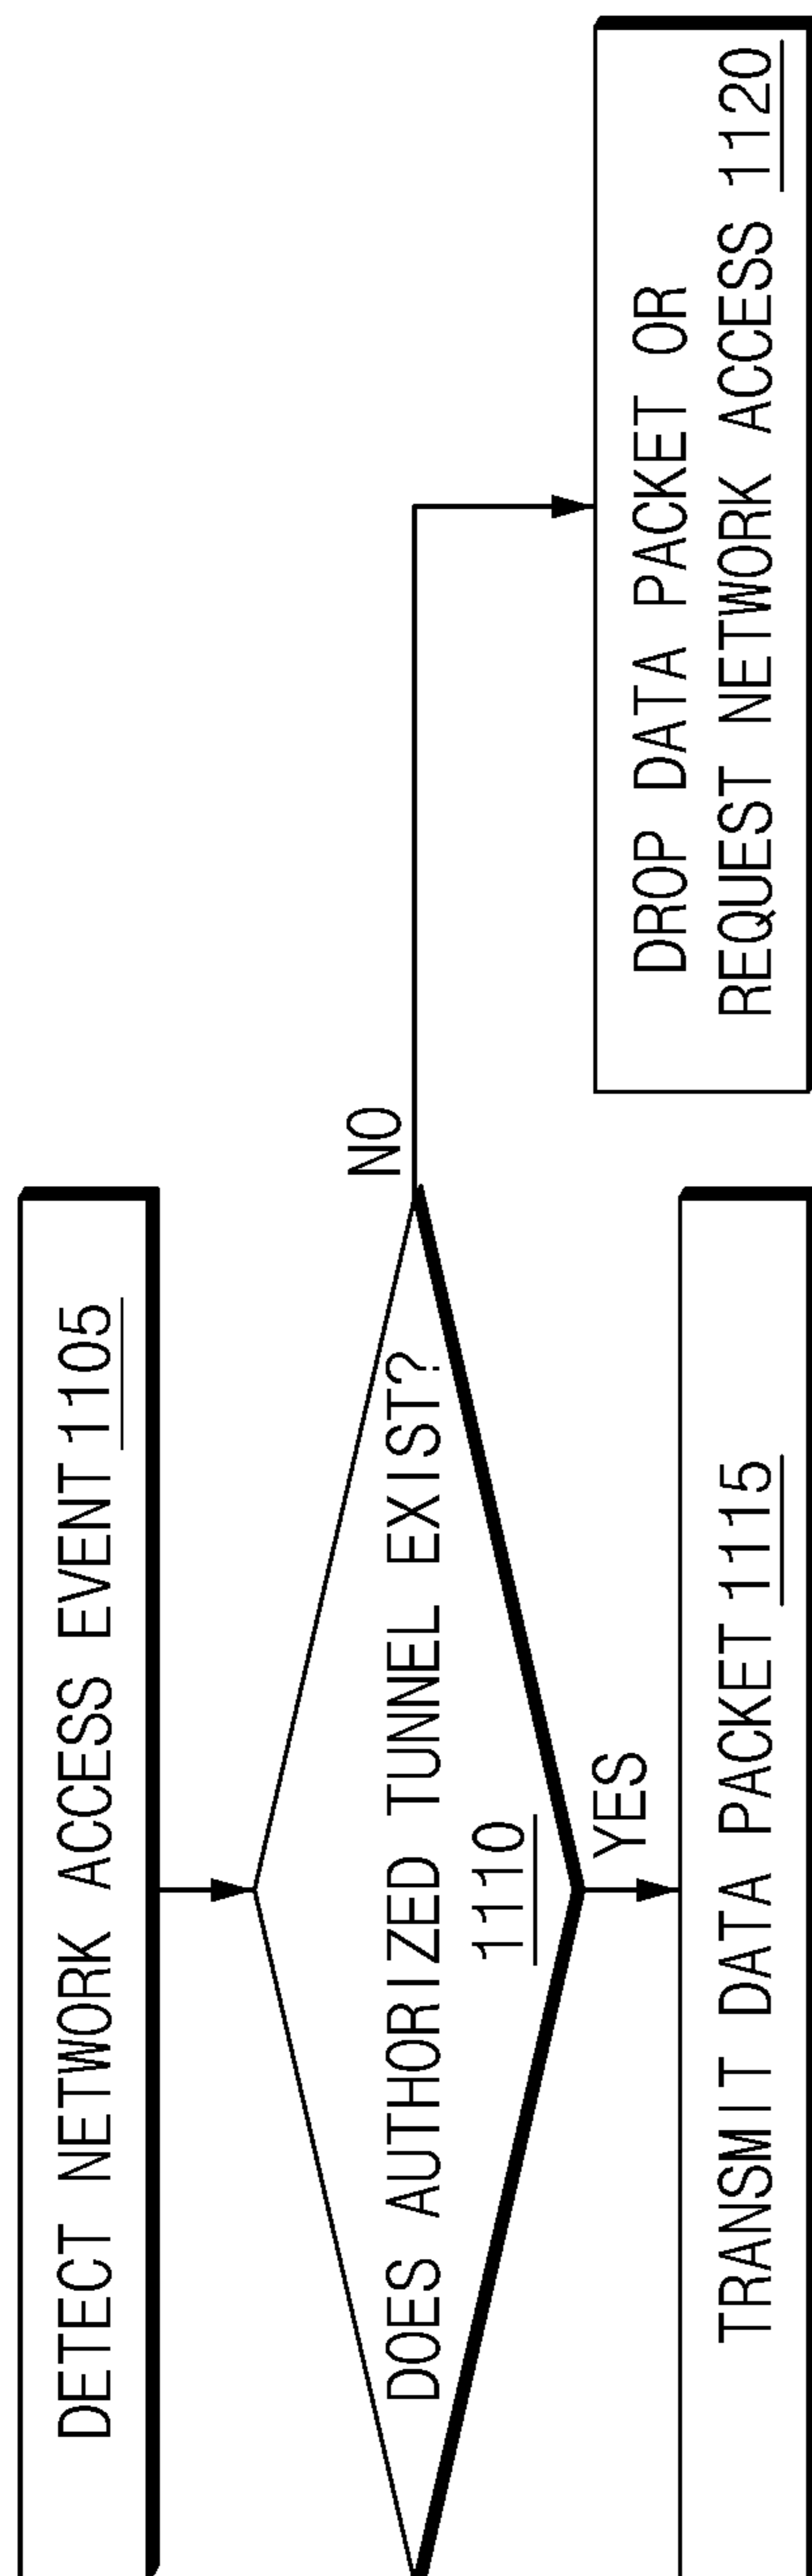 DETECT NETWORK ACCESS EVENT 1105
DOES AUTHORIZED TUNNEL EXIST?
1110
NO
YES
TRANSMIT DATA PACKET 1115
DROP DATA PACKET OR
REQUEST NETWORK ACCESS 1120